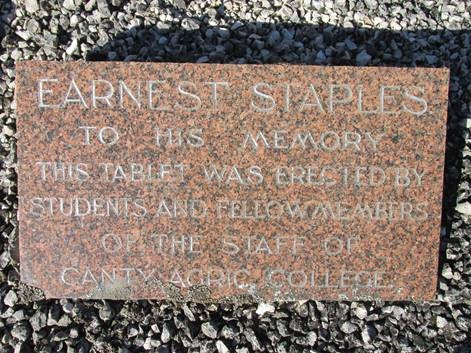 EARNEST STAPLES
TO HIS MEMORY
THIS TABLET WAS ERECTED BY
STUDENTS AND FELLOW MEMBERS
OF THE STAFF OF
CANTY. AGRIC. COLLEGE.